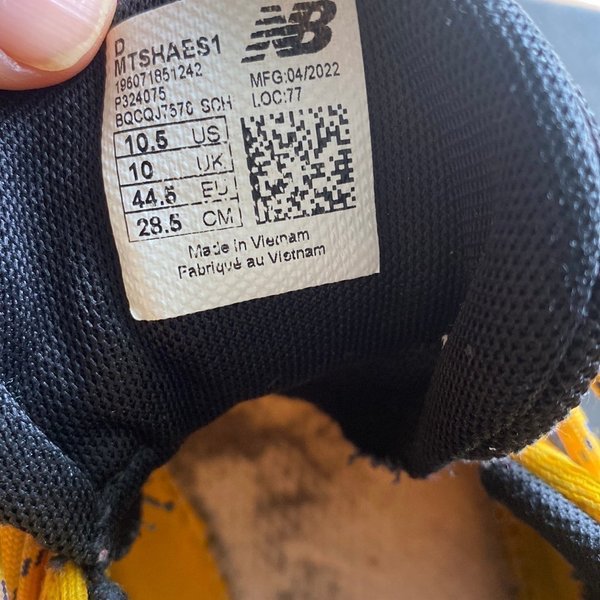 NB
D
MTSHAES1
196071851242
P324075
BQCQJ7570 SCH
MFG:04/2022
LOC:77
10.5 US
10 UK
44.5 EU
28.5 CM
Made in Vietnam
Fabriqué au Vietnam